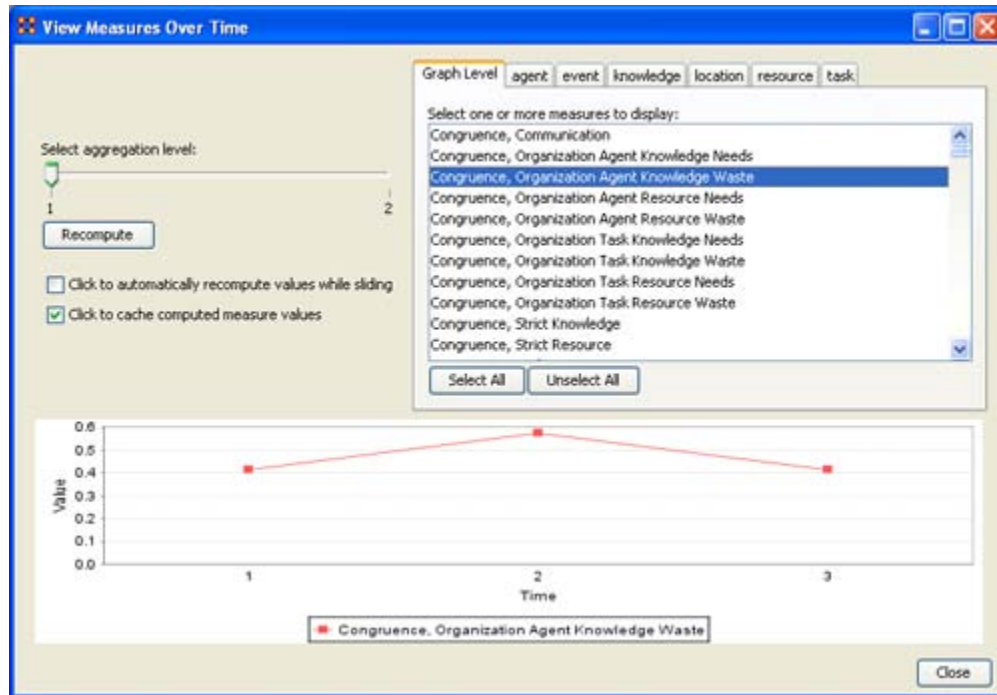 View Measures Over Time
Graph Level agent event knowledge location resource task
Select one or more measures to display:
Congruence, Communication
Congruence, Organization Agent Knowledge Needs
Congruence, Organization Agent Knowledge Waste
Congruence, Organization Agent Resource Needs
Congruence, Organization Agent Resource Waste
Congruence, Organization Task Knowledge Needs
Congruence, Organization Task Knowledge Waste
Congruence, Organization Task Resource Needs
Congruence, Organization Task Resource Waste
Congruence, Strict Knowledge
Congruence, Strict Resource
Select All Unselect All
Select aggregation level:
1 2
Recompute
Click to automatically recompute values while sliding
Click to cache computed measure values
Value
0.6
0.5
0.4
0.3
0.2
0.1
0.0
1 2 3
Time
Congruence, Organization Agent Knowledge Waste
Close